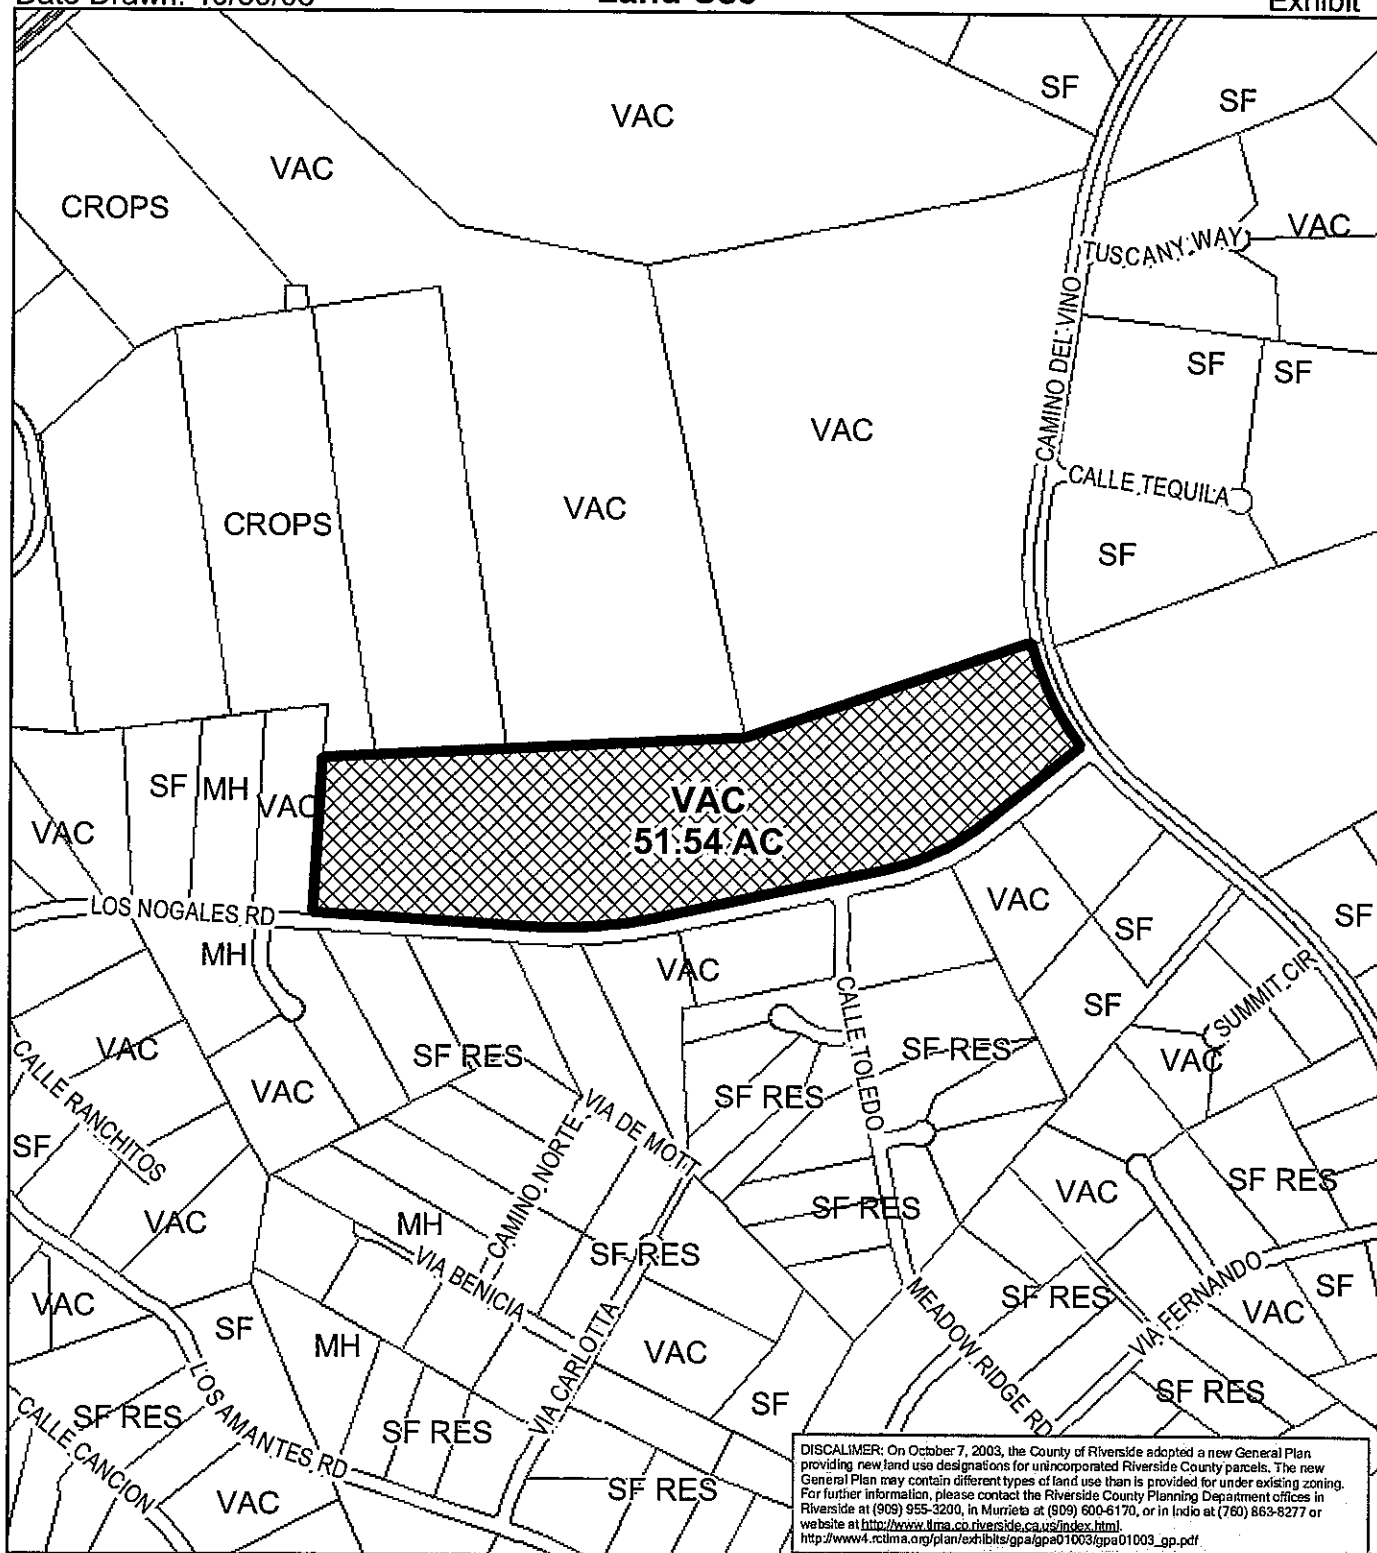 Land Use
Exhibit
VAC
SF
SF
VAC
CROPS
VAC
TUSCANY WAY
CAMINO DEL VINO
SF
SF
VAC
CALLE TEQUILA
VAC
CROPS
SF
VAC
51.54 AC
SF
MH
VAC
VAC
LOS NOGALES RD
MH
VAC
SF
SF
VAC
CALLE TOLEDO
SF
SUMMIT CIR
VAC
SF RES
SF RES
VAC
CALLE RANCHITOS
VAC
SF RES
VIA DE MOTT
CAMINO NORTE
SF
VAC
SF RES
VAC
SF RES
MH
VIA BENICIA
SF RES
VAC
SF
MH
VIA CARLOTTA
VAC
MEADOW RIDGE RD
SF RES
VIA FERNANDO
VAC
SF
SF
SF RES
LOS AMANTES RD
SF RES
CALLE CANCION
SF RES
VAC
SF RES
DISCALIMER: On October 7, 2003, the County of Riverside adopted a new General Plan
providing new land use designations for unincorporated Riverside County parcels. The new
General Plan may contain different types of land use than is provided for under existing zoning.
For further information, please contact the Riverside County Planning Department offices in
Riverside at (909) 955-3200, in Murrieta at (909) 600-6170, or in Indio at (760) 863-8277 or
website at http://www.tlma.co.riverside.ca.us/index.html.
http://www4.rctlma.org/plan/exhibits/gpa/gpa01003/gpa01003_gp.pdf